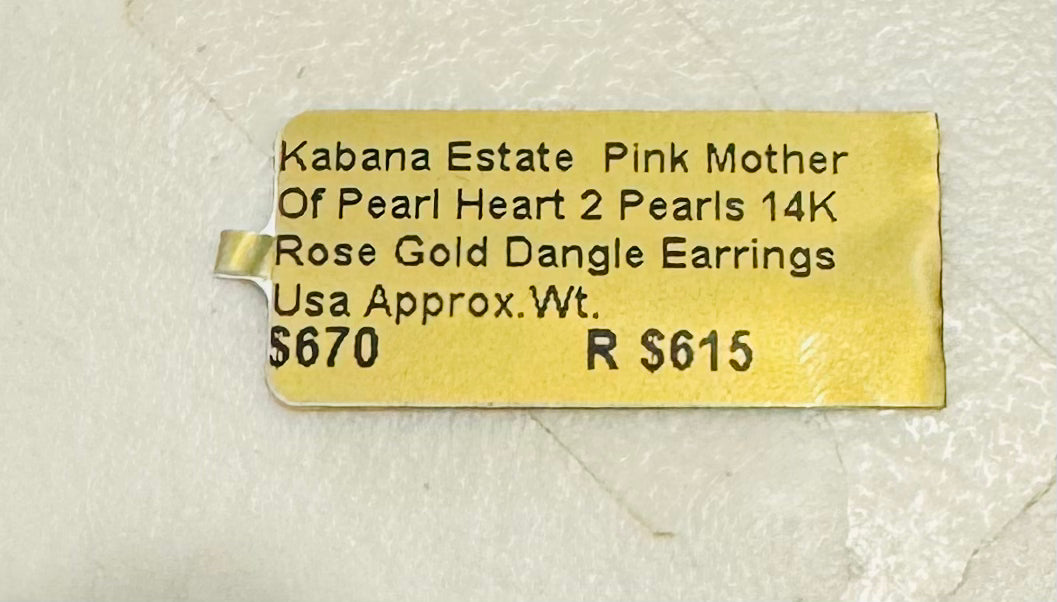 Kabana Estate Pink Mother
Of Pearl Heart 2 Pearls 14K
Rose Gold Dangle Earrings
Usa Approx.Wt.
$670 R $615